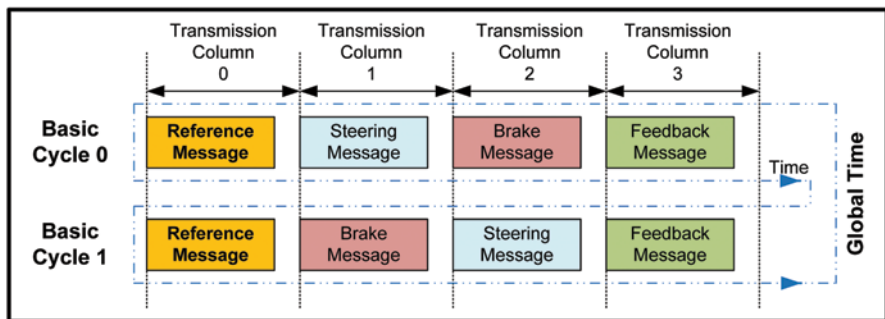 Transmission Column 0
Transmission Column 1
Transmission Column 2
Transmission Column 3
Basic Cycle 0
Reference Message
Steering Message
Brake Message
Feedback Message
Time
Basic Cycle 1
Reference Message
Brake Message
Steering Message
Feedback Message
Global Time